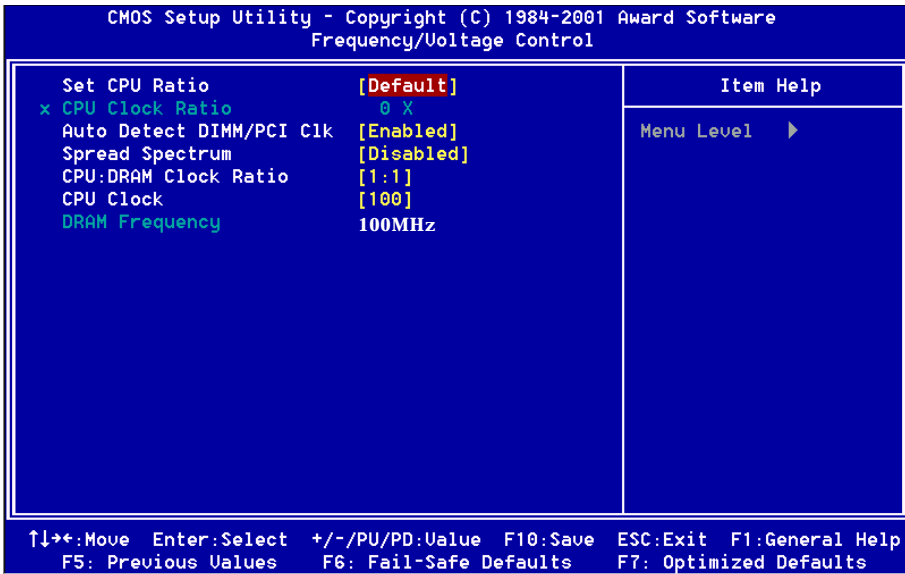 CMOS Setup Utility - Copyright (C) 1984-2001 Award Software
Frequency/Voltage Control
Set CPU Ratio [Default]
x CPU Clock Ratio 0 X
Auto Detect DIMM/PCI Clk [Enabled]
Spread Spectrum [Disabled]
CPU:DRAM Clock Ratio [1:1]
CPU Clock [100]
DRAM Frequency 100MHz
Item Help
Menu Level ▶
↑↓→←:Move Enter:Select +/-/PU/PD:Value F10:Save ESC:Exit F1:General Help
F5: Previous Values F6: Fail-Safe Defaults F7: Optimized Defaults